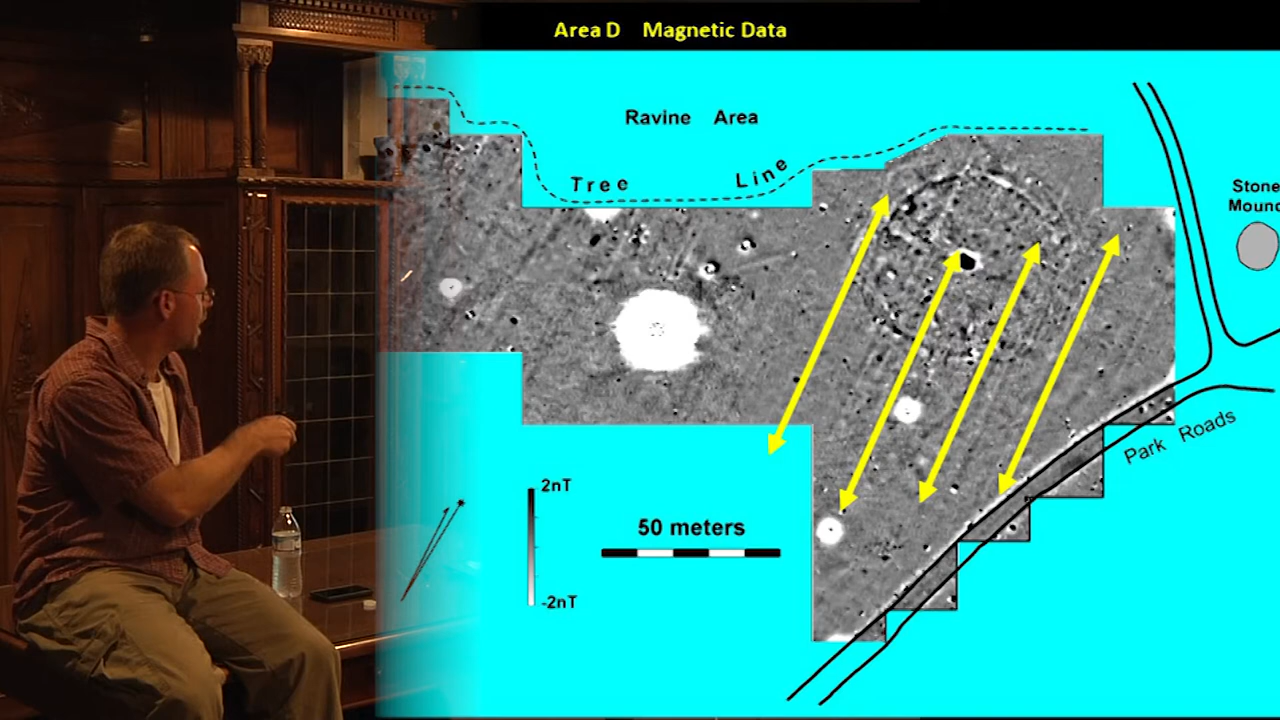 Area D Magnetic Data
Ravine Area
Tree Line
Stone
Mound
Park Roads
2nT
50 meters
-2nT